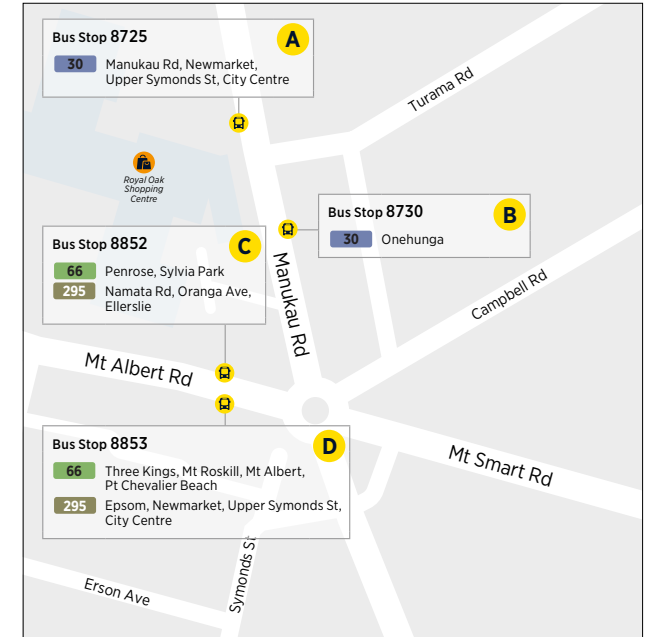 Bus Stop 8725
A
30 Manukau Rd, Newmarket,
Upper Symonds St, City Centre
Turama Rd
Royal Oak
Shopping
Centre
Bus Stop 8730
B
30 Onehunga
Bus Stop 8852
C
66 Penrose, Sylvia Park
295 Namata Rd, Oranga Ave,
Ellerslie
Manukau Rd
Campbell Rd
Mt Albert Rd
Bus Stop 8853
D
66 Three Kings, Mt Roskill, Mt Albert,
Pt Chevalier Beach
295 Epsom, Newmarket, Upper Symonds St,
City Centre
Mt Smart Rd
Symonds St
Erson Ave